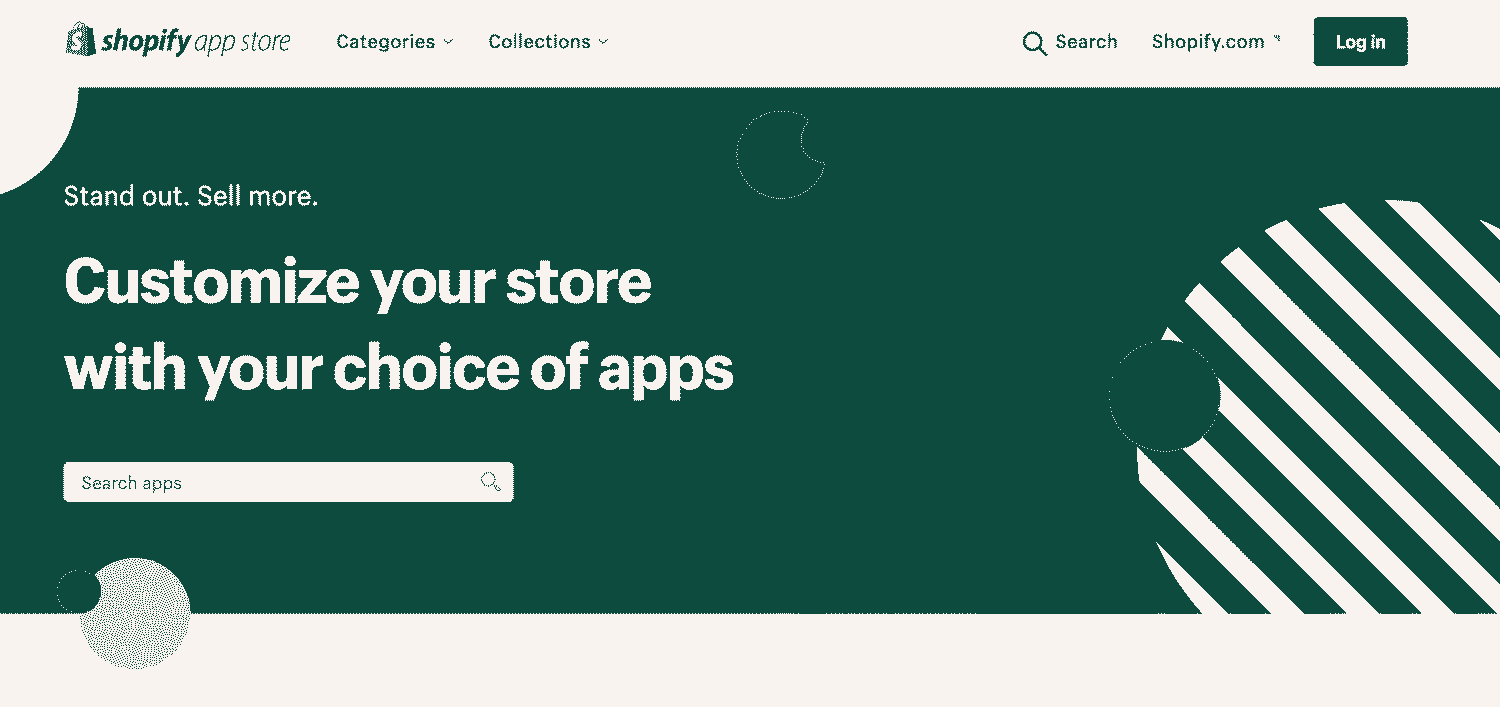 shopify app store Categories Collections Search Shopify.com Log in
Stand out. Sell more.
Customize your store
with your choice of apps
Search apps